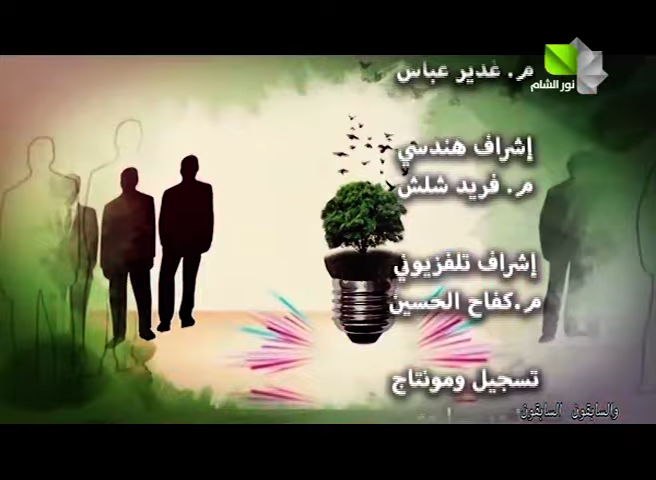 م. غدير عباس
نور الشام
إشراف هندسي
م. فريد شلش
إشراف تلفزيوني
م.كفاح الحسين
تسجيل ومونتاج
والسابقون السابقون